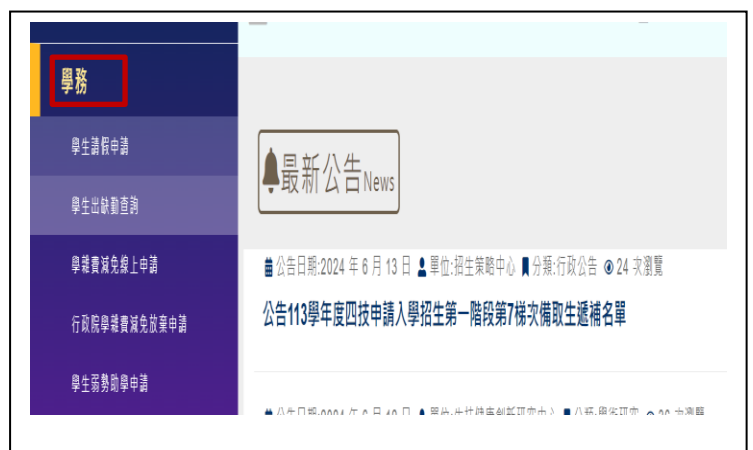 學務
學生請假申請
學生出缺勤查詢
學雜費減免線上申請
行政院學雜費減免放棄申請
學生弱勢助學申請
最新公告News
公告日期:2024 年 6 月 13 日 單位:招生策略中心 分類:行政公告 24 次瀏覽
公告113學年度四技申請入學招生第一階段第7梯次備取生遞補名單